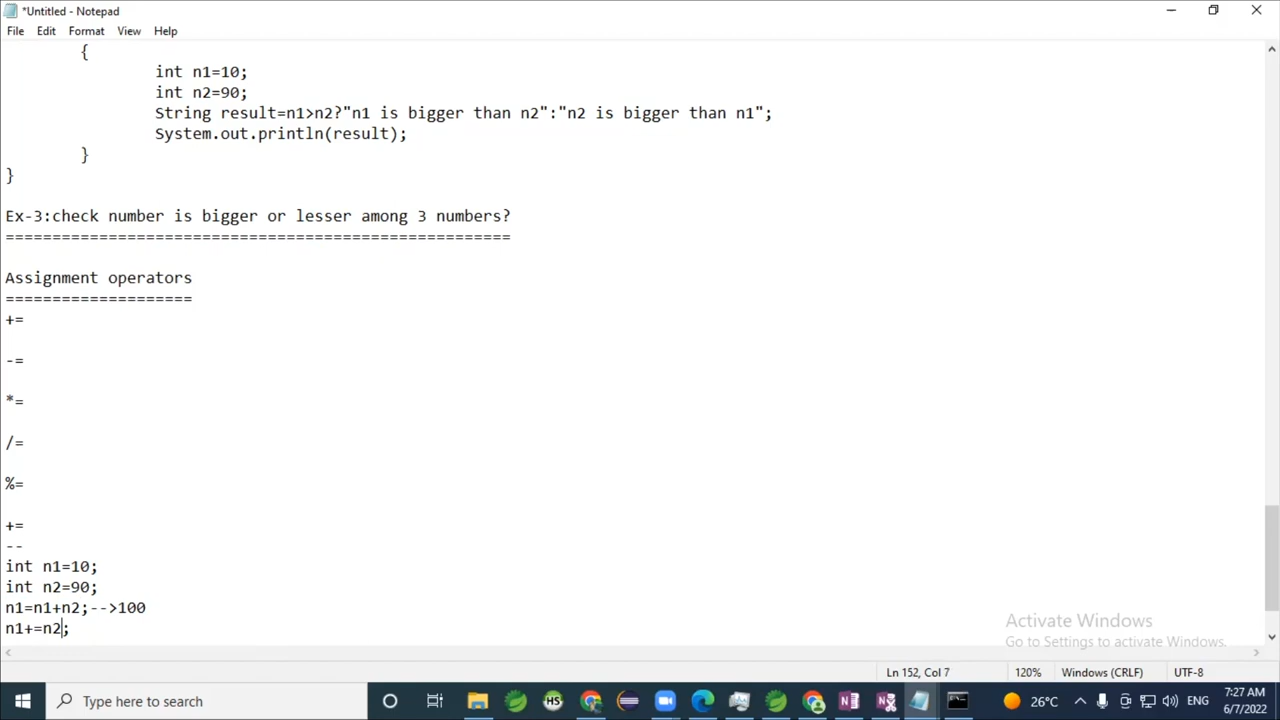 *Untitled - Notepad
File Edit Format View Help
{
int n1=10;
int n2=90;
String result=n1>n2?"n1 is bigger than n2":"n2 is bigger than n1";
System.out.println(result);
}
}
Ex-3:check number is bigger or lesser among 3 numbers?
======================================================
Assignment operators
====================
+=
-=
*=
/=
%=
+=
--
int n1=10;
int n2=90;
n1=n1+n2;-->100
n1+=n2;
Activate Windows
Go to Settings to activate Windows.
Ln 152, Col 7 120% Windows (CRLF) UTF-8
Type here to search HS 26°C ENG 7:27 AM
6/7/2022